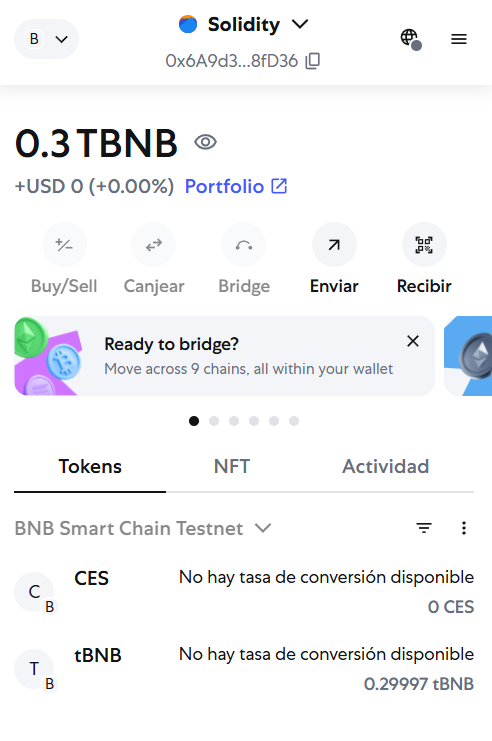 B
Solidity
0x6A9d3...8fD36
0.3 TBNB
+USD 0 (+0.00%) Portfolio
Buy/Sell Canjear Bridge Enviar Recibir
Ready to bridge?
Move across 9 chains, all within your wallet
Tokens NFT Actividad
BNB Smart Chain Testnet
C B CES No hay tasa de conversión disponible
0 CES
T B tBNB No hay tasa de conversión disponible
0.29997 tBNB